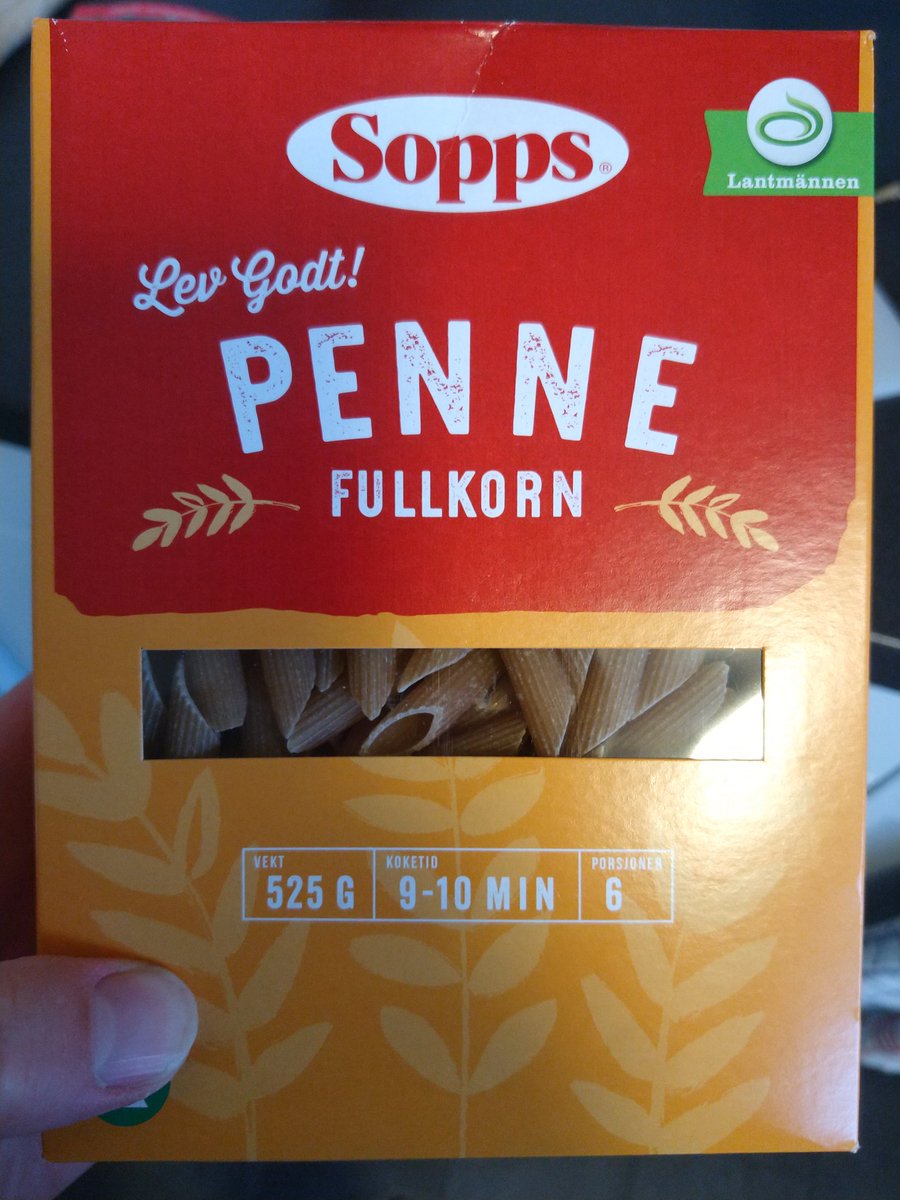 Sopps®
Lantmännen
Lev Godt!
PENNE
FULLKORN
VEKT
525 G
KOKETID
9-10 MIN
PORSJONER
6